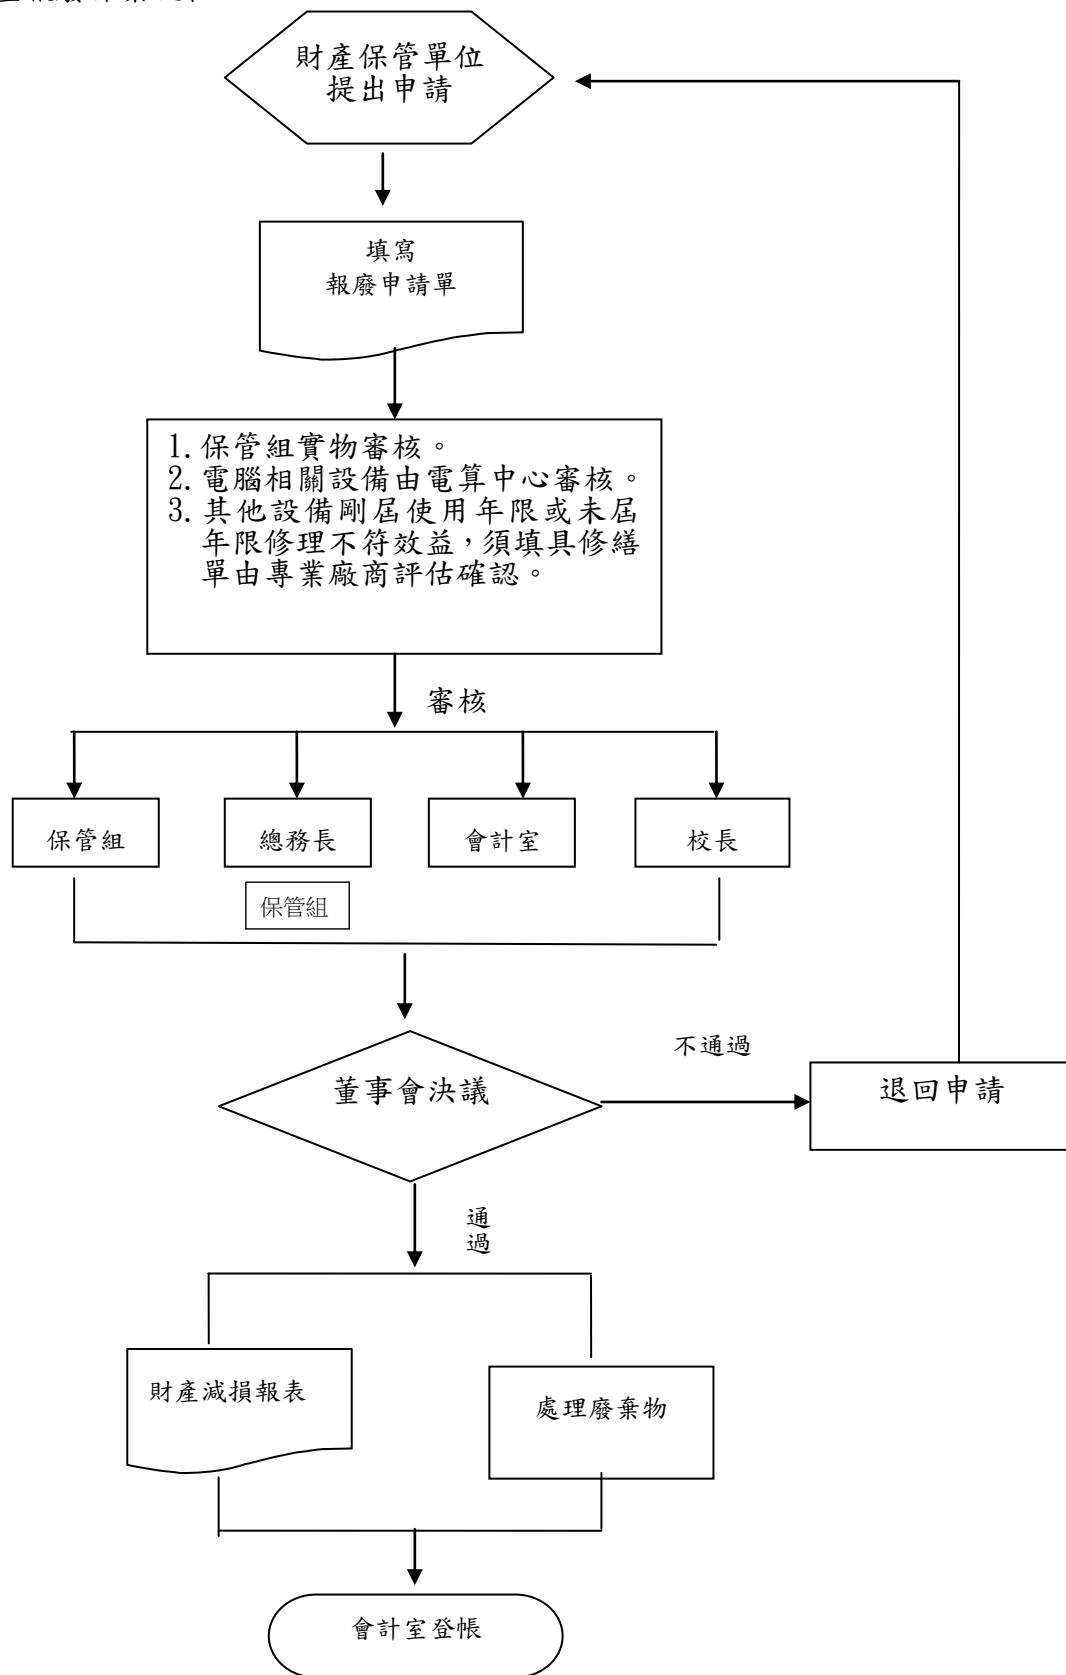 財產保管單位
提出申請
填寫
報廢申請單
1.保管組實物審核。
2.電腦相關設備由電算中心審核。
3.其他設備剛屆使用年限或未屆
年限修理不符效益，須填具修繕
單由專業廠商評估確認。
審核
保管組
總務長
會計室
校長
保管組
董事會決議
不通過
退回申請
通
過
財產減損報表
處理廢棄物
會計室登帳